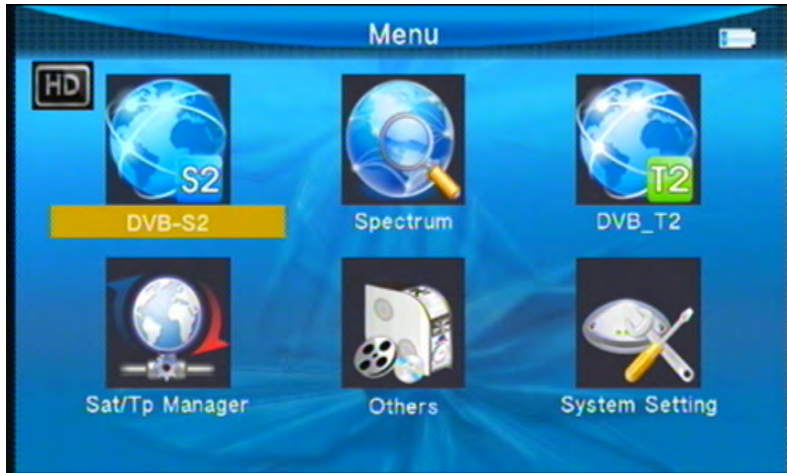 Menu
HD
S2
T2
DVB-S2
Spectrum
DVB_T2
Sat/Tp Manager
Others
System Setting